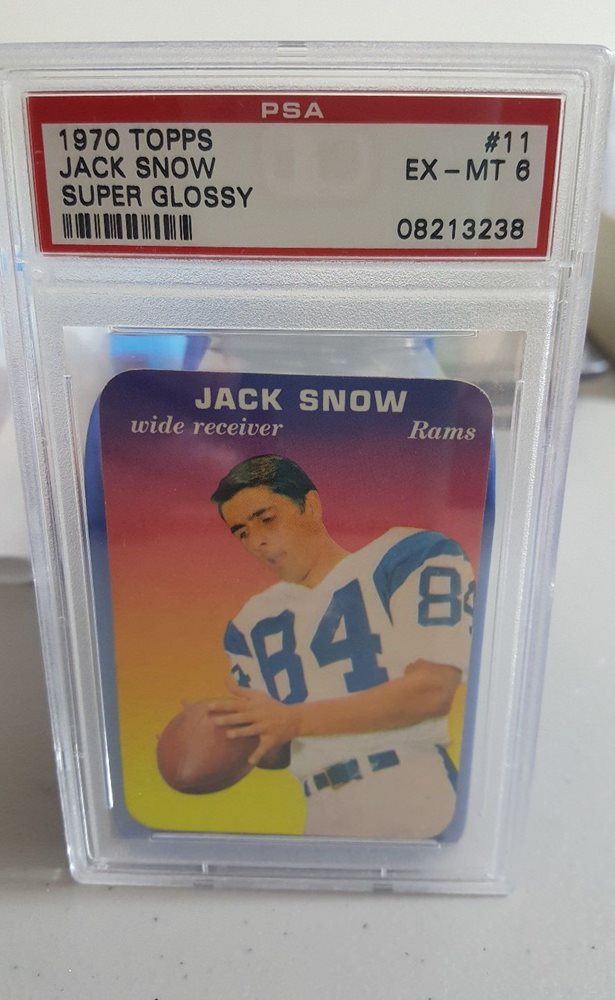 PSA
1970 TOPPS #11
JACK SNOW EX-MT 6
SUPER GLOSSY
08213238
JACK SNOW
wide receiver Rams
84
84